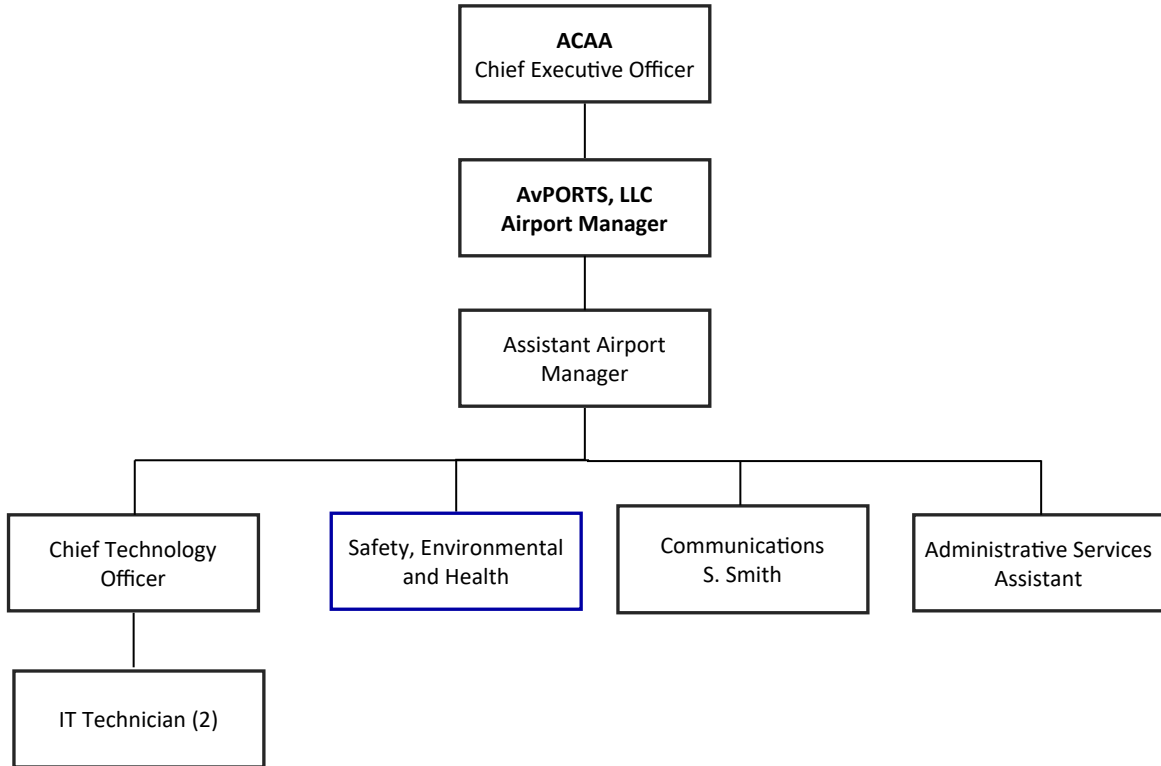 ACAA
Chief Executive Officer
AvPORTS, LLC
Airport Manager
Assistant Airport
Manager
Chief Technology
Officer
Safety, Environmental
and Health
Communications
S. Smith
Administrative Services
Assistant
IT Technician (2)